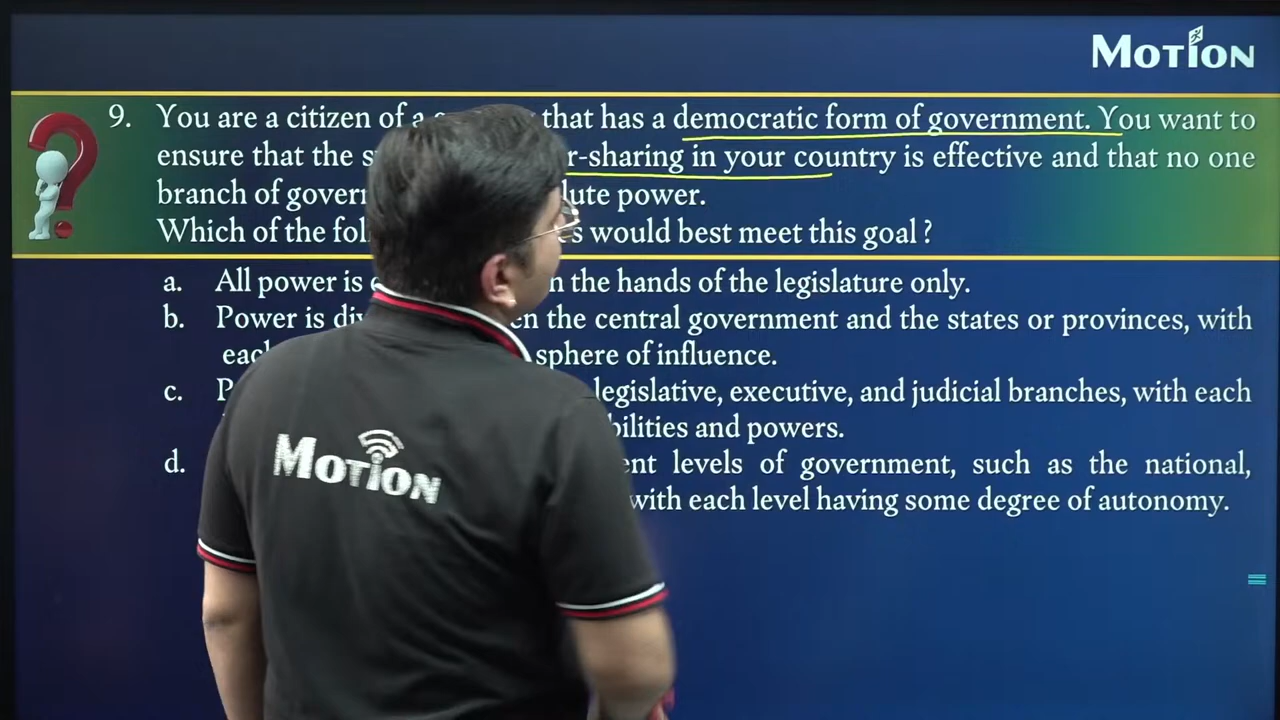 MOTION
9. You are a citizen of a that has a democratic form of government. You want to
ensure that the r-sharing in your country is effective and that no one
branch of govern lute power.
Which of the fol s would best meet this goal ?
a. All power is n the hands of the legislature only.
b. Power is div en the central government and the states or provinces, with
each sphere of influence.
c. P legislative, executive, and judicial branches, with each
bilities and powers.
d. ent levels of government, such as the national,
with each level having some degree of autonomy.
MOTION